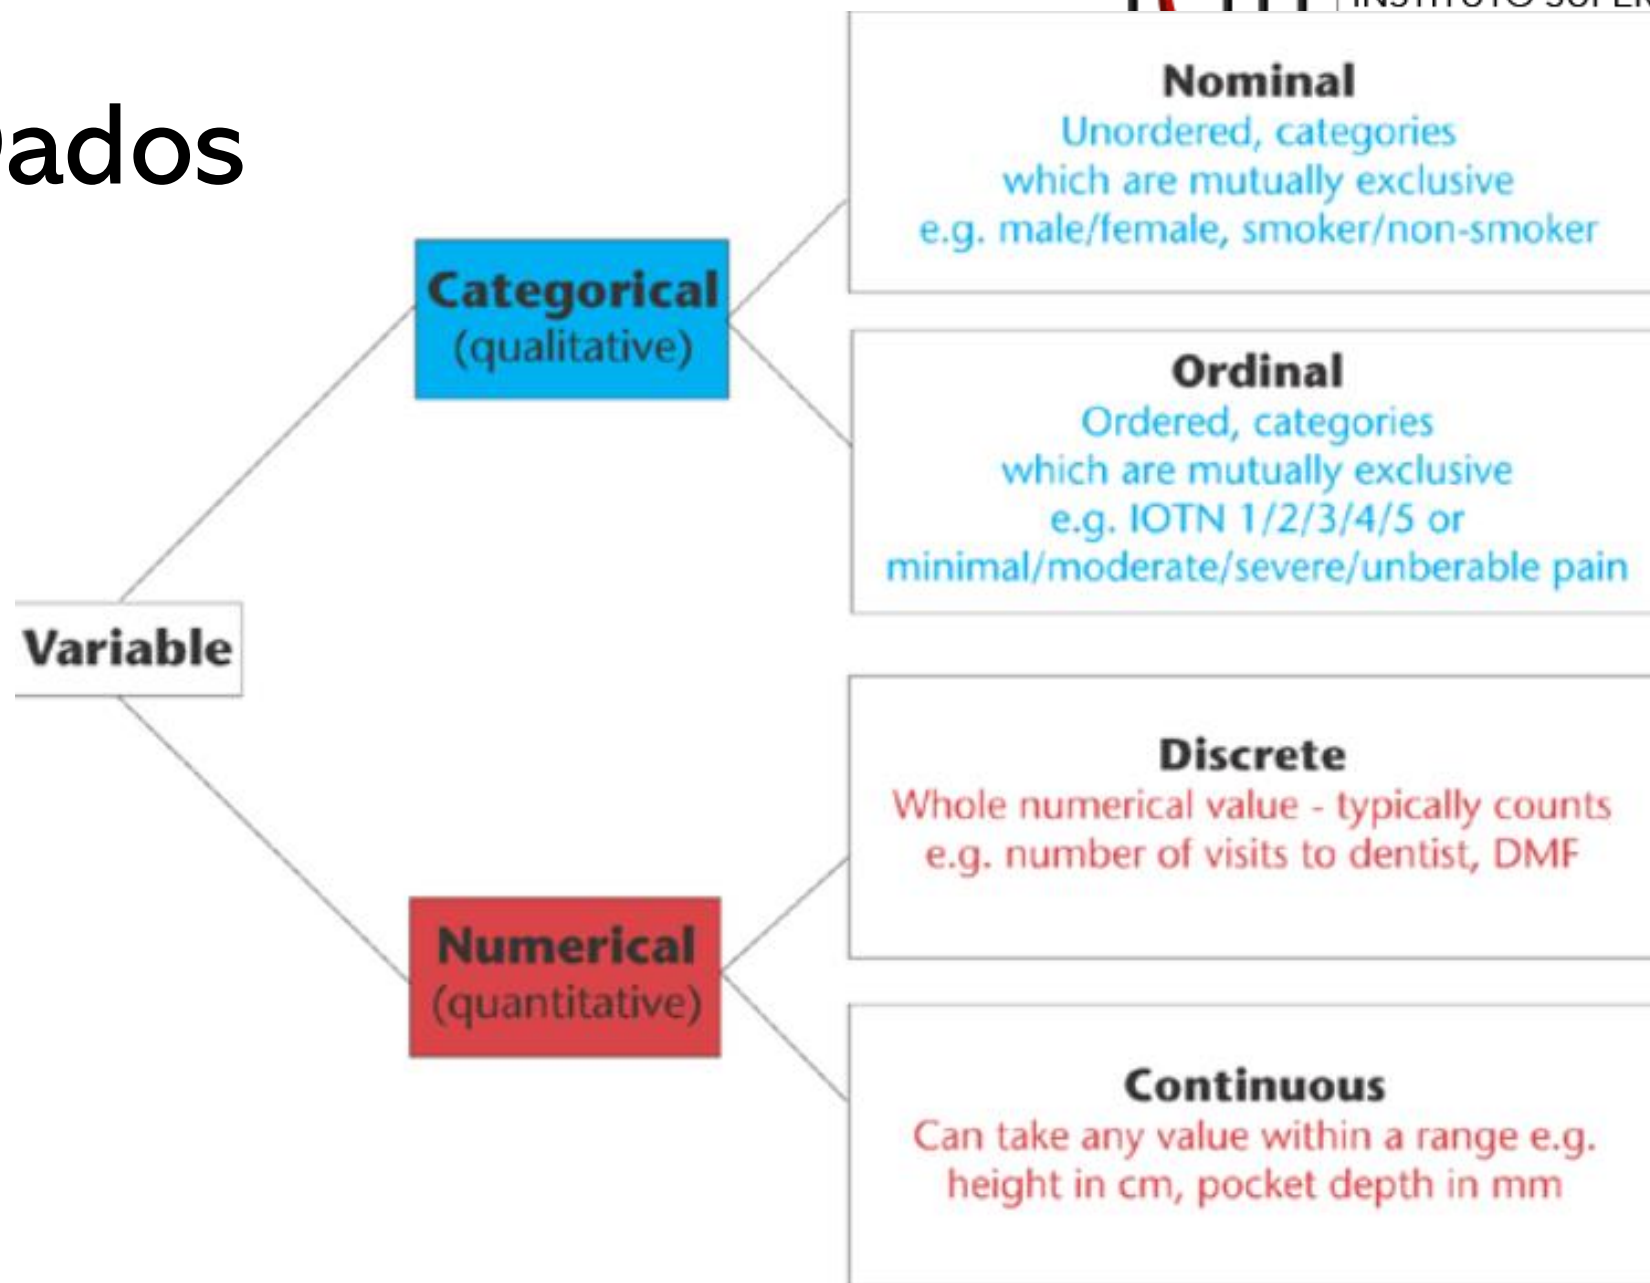 ados
Categorical
(qualitative)
Variable
Numerical
(quantitative)
Nominal
Unordered, categories
which are mutually exclusive
e.g. male/female, smoker/non-smoker
Ordinal
Ordered, categories
which are mutually exclusive
e.g. IOTN 1/2/3/4/5 or
minimal/moderate/severe/unberable pain
Discrete
Whole numerical value - typically counts
e.g. number of visits to dentist, DMF
Continuous
Can take any value within a range e.g.
height in cm, pocket depth in mm